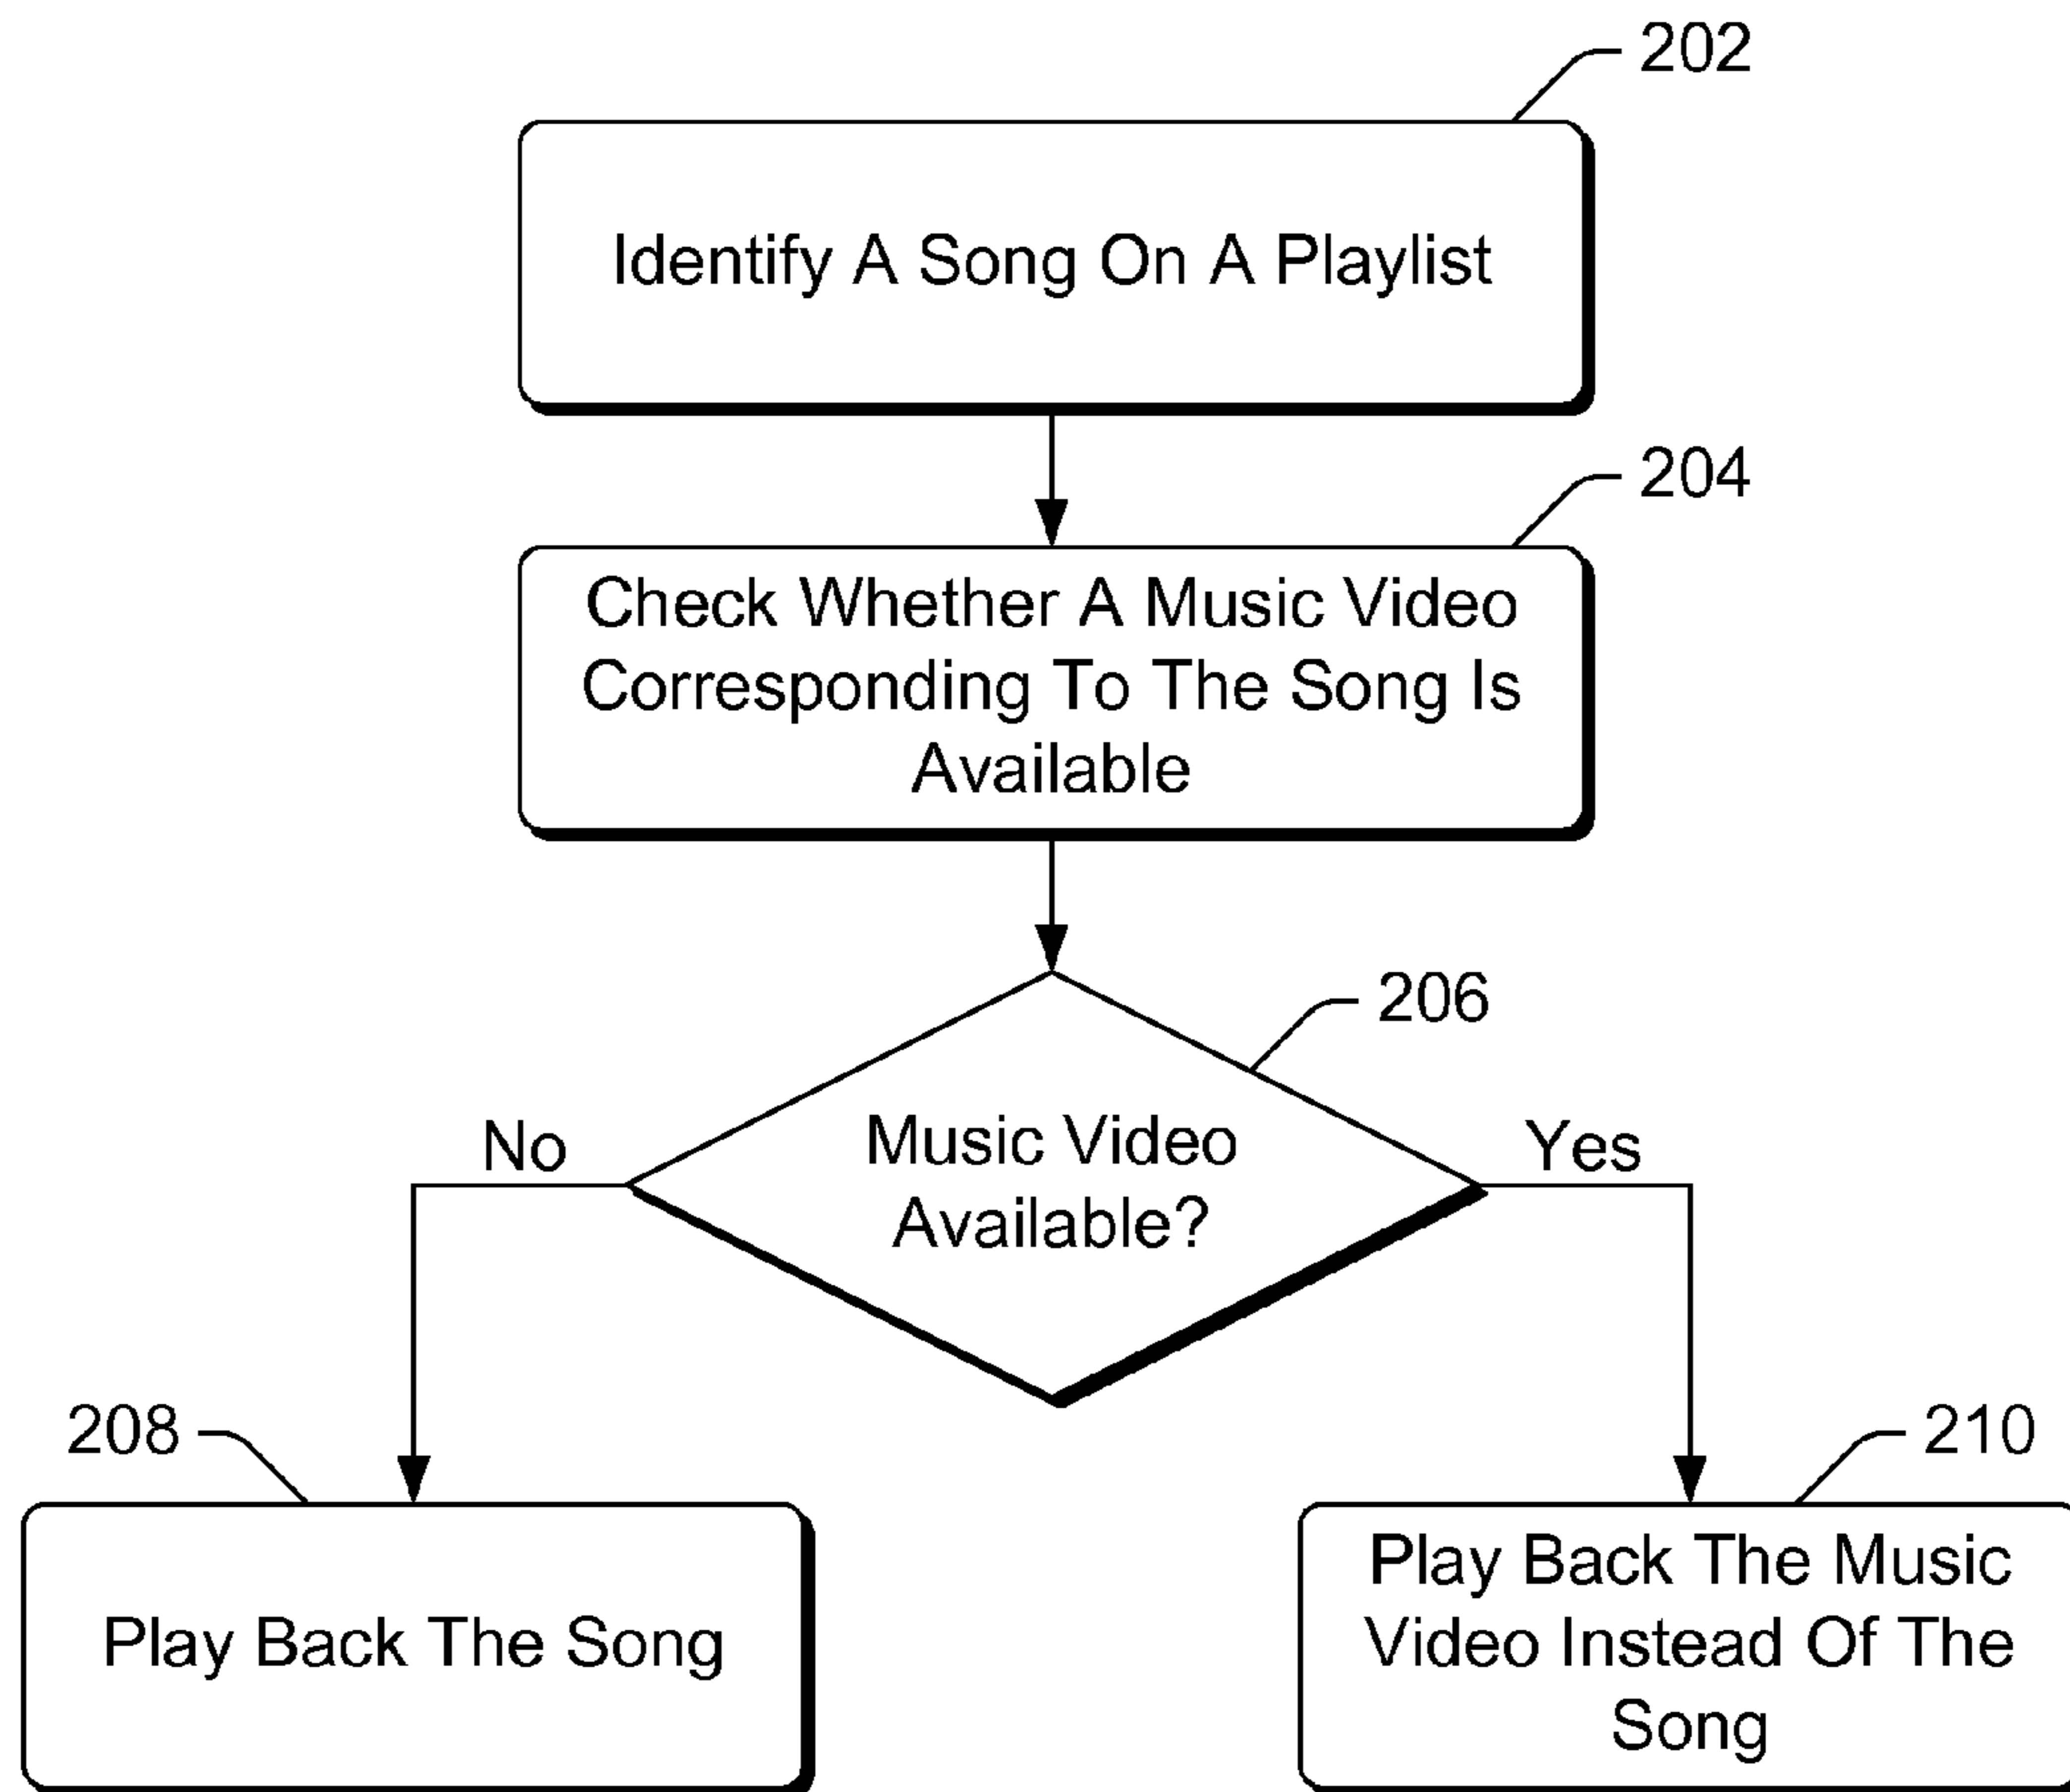 202
Identify A Song On A Playlist
204
Check Whether A Music Video
Corresponding To The Song Is
Available
206
Music Video
Available?
No
Yes
208
Play Back The Song
210
Play Back The Music
Video Instead Of The
Song